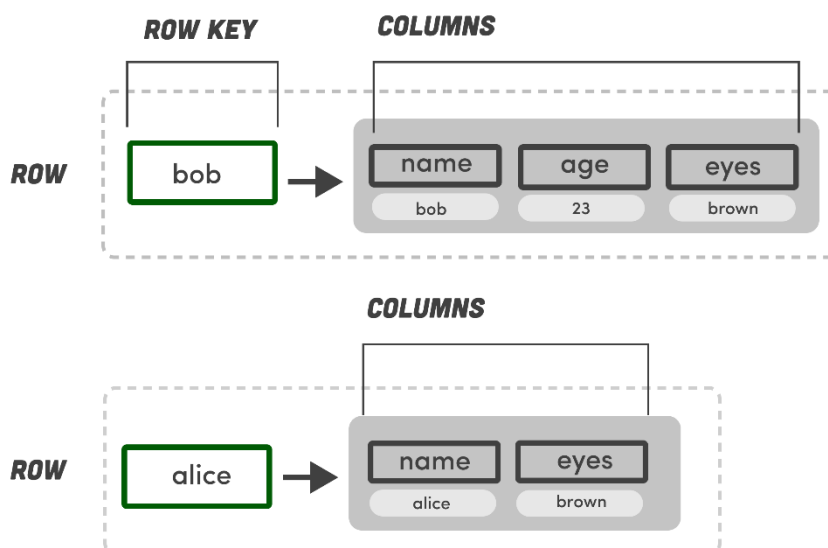 ROW KEY COLUMNS
ROW bob name age eyes
bob 23 brown
COLUMNS
ROW alice name eyes
alice brown